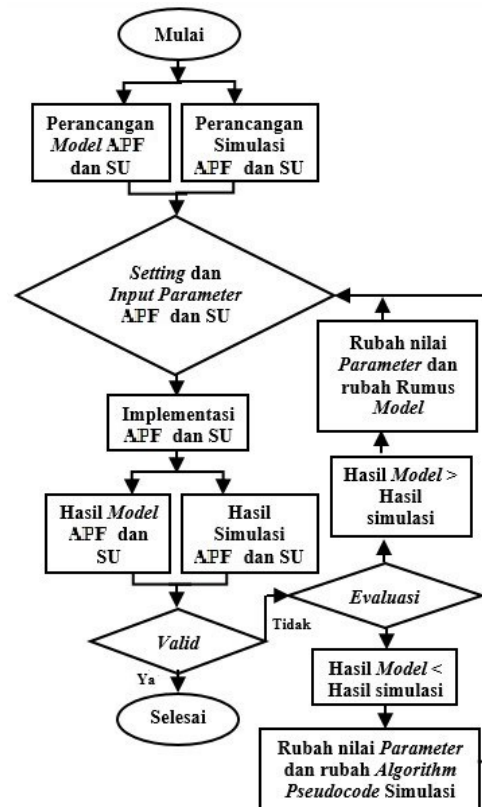 Mulai
Perancangan
Model APF
dan SU
Perancangan
Simulasi
APF dan SU
Setting dan
Input Parameter
APF dan SU
Implementasi
APF dan SU
Hasil Model
APF dan
SU
Hasil
Simulasi
APF dan SU
Valid
Ya
Tidak
Selesai
Evaluasi
Hasil Model >
Hasil
simulasi
Rubah nilai
Parameter dan
rubah Rumus
Model
Hasil Model <
Hasil simulasi
Rubah nilai Parameter
dan rubah Algorithm
Pseudocode Simulasi